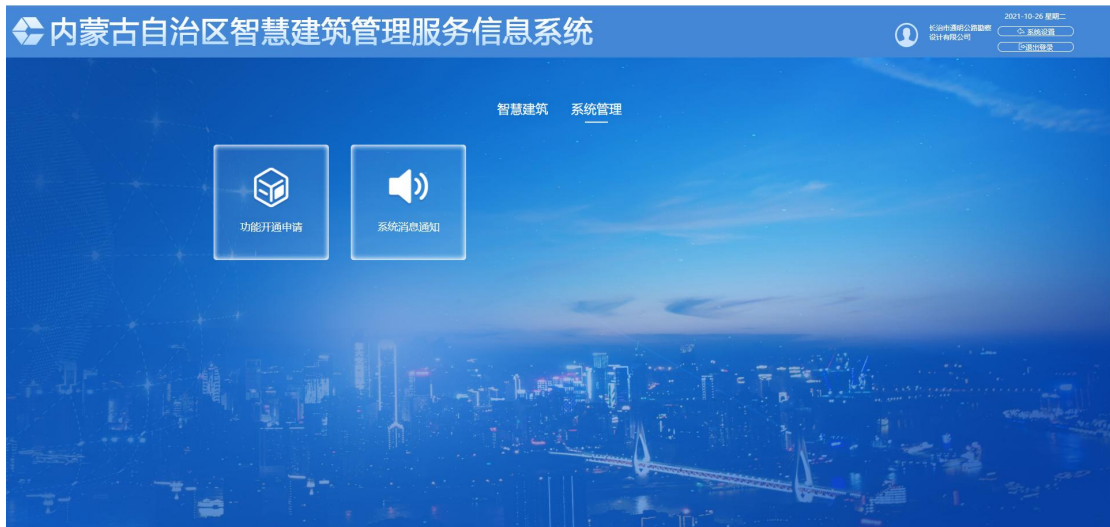 内蒙古自治区智慧建筑管理服务信息系统
2021-10-26 星期二
长治市通明公路勘察
设计有限公司
系统设置
退出登录
智慧建筑 系统管理
功能开通申请 系统消息通知